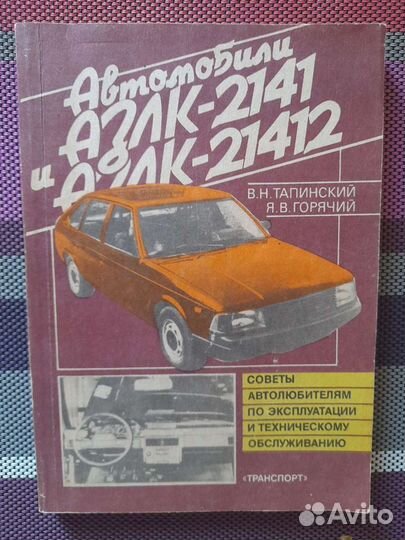 Автомобили
АЗЛК-2141
и АЗЛК-21412
В.Н.ТАПИНСКИЙ
Я.В.ГОРЯЧИЙ
СОВЕТЫ
АВТОЛЮБИТЕЛЯМ
ПО ЭКСПЛУАТАЦИИ
И ТЕХНИЧЕСКОМУ
ОБСЛУЖИВАНИЮ
«ТРАНСПОРТ»
Avito